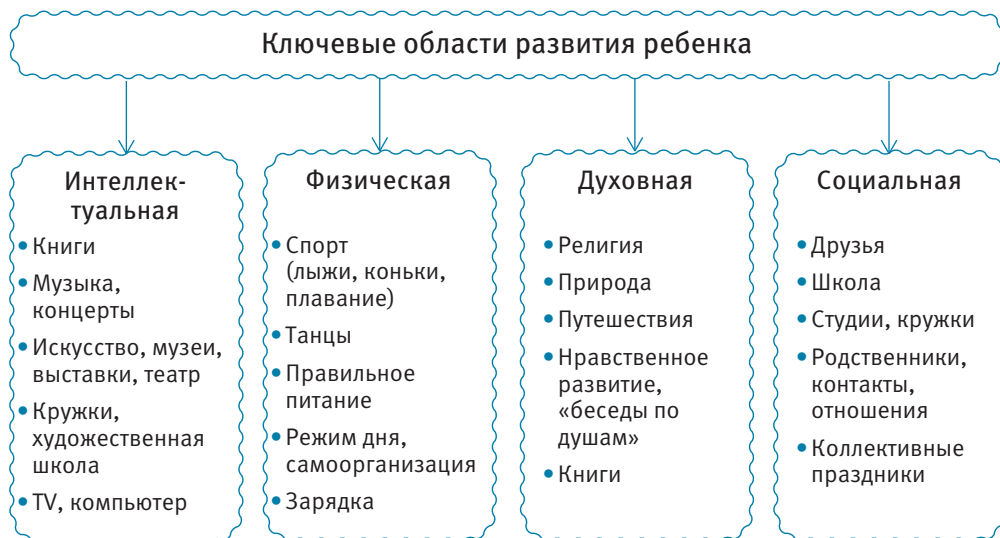 Ключевые области развития ребенка
Интеллек-
туальная
• Книги
• Музыка,
концерты
• Искусство, музеи,
выставки, театр
• Кружки,
художественная
школа
• TV, компьютер
Физическая
• Спорт
(лыжи, коньки,
плавание)
• Танцы
• Правильное
питание
• Режим дня,
самоорганизация
• Зарядка
Духовная
• Религия
• Природа
• Путешествия
• Нравственное
развитие,
«беседы по
душам»
• Книги
Социальная
• Друзья
• Школа
• Студии, кружки
• Родственники,
контакты,
отношения
• Коллективные
праздники